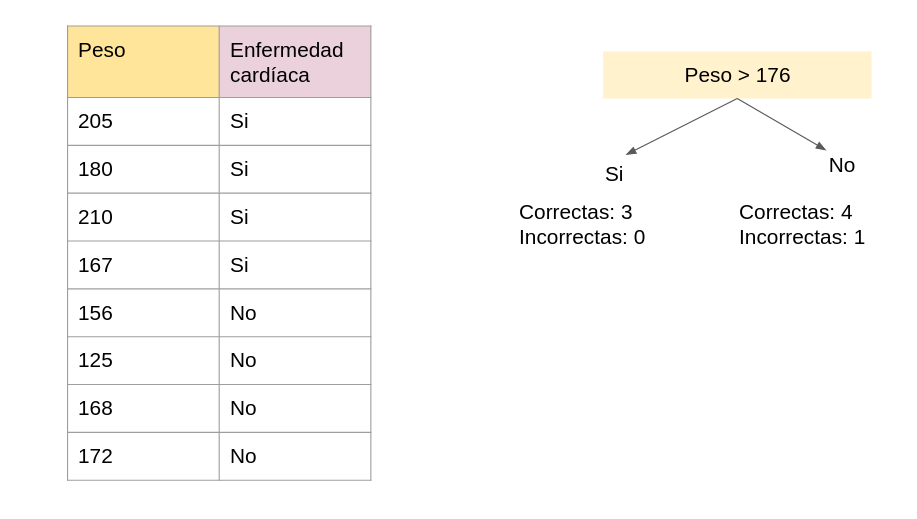 Peso Enfermedad
cardíaca
205 Si
180 Si
210 Si
167 Si
156 No
125 No
168 No
172 No
Peso > 176
Si No
Correctas: 3 Correctas: 4
Incorrectas: 0 Incorrectas: 1